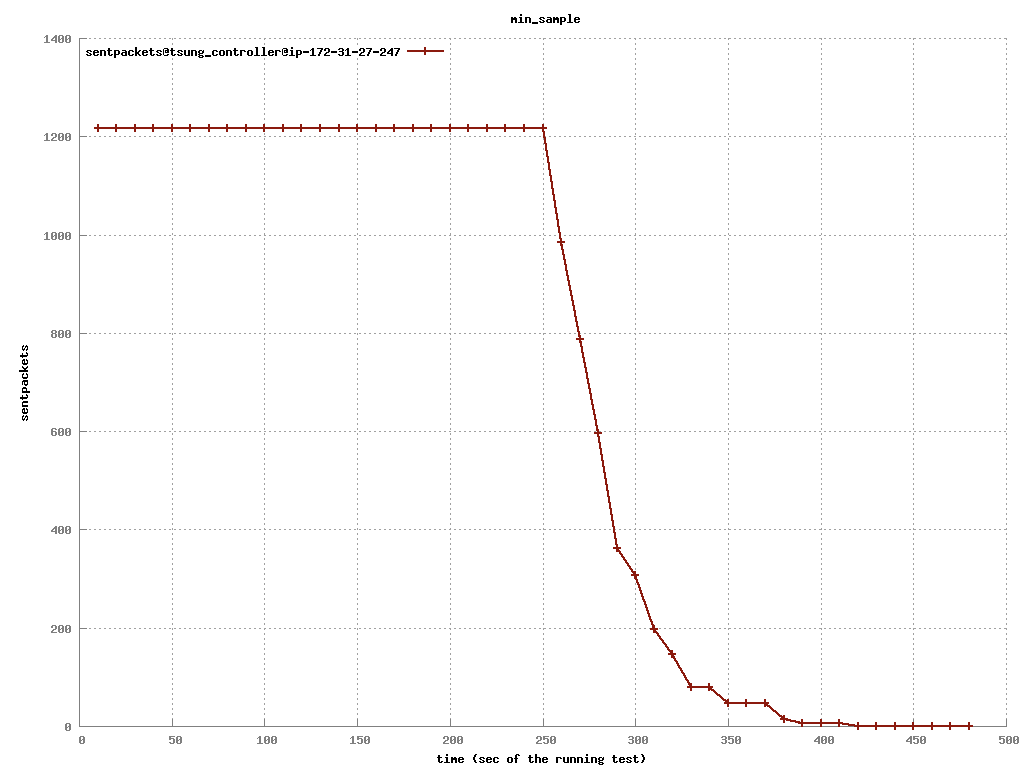 min_sample
1400
sentpackets@tsung_controller@ip-172-31-27-247
1200
1000
800
sentpackets
600
400
200
0
0 50 100 150 200 250 300 350 400 450 500
time (sec of the running test)